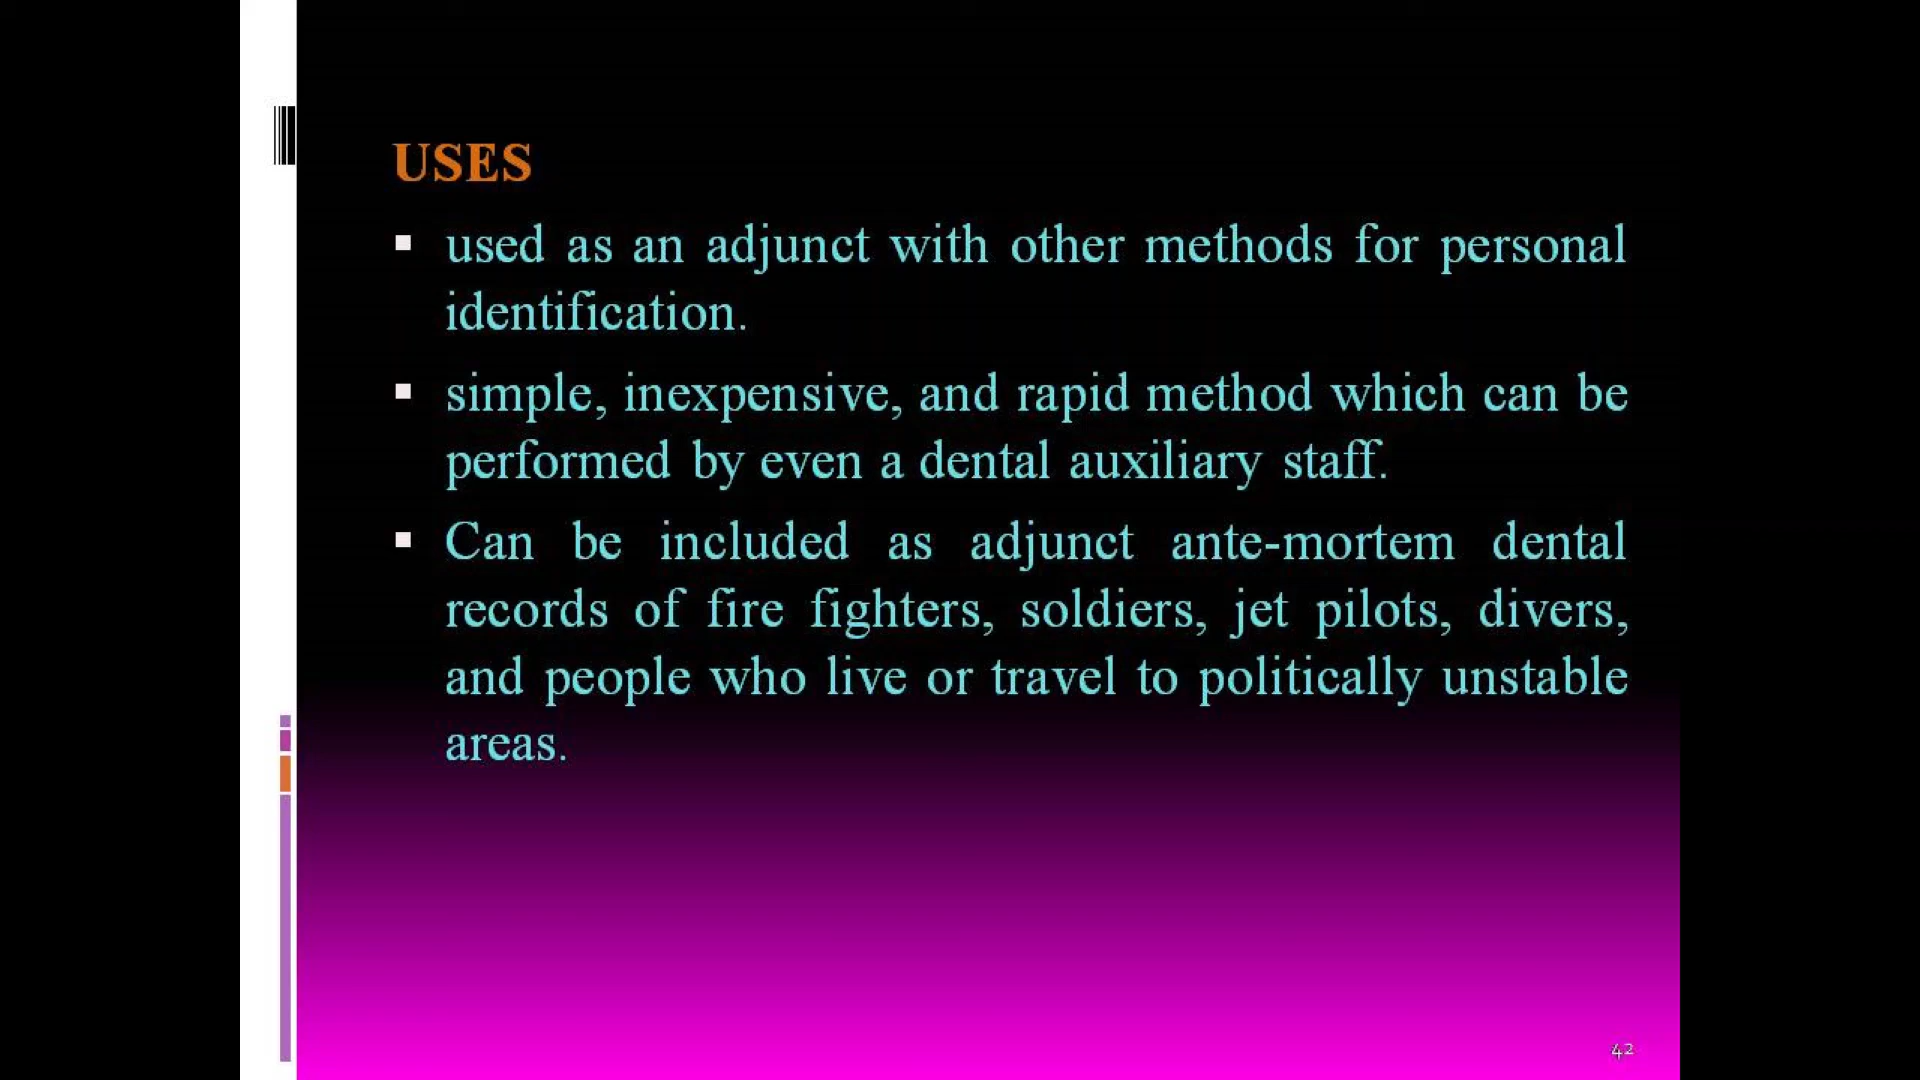 USES
used as an adjunct with other methods for personal
identification.
simple, inexpensive, and rapid method which can be
performed by even a dental auxiliary staff.
Can be included as adjunct ante-mortem dental
records of fire fighters, soldiers, jet pilots, divers,
and people who live or travel to politically unstable
areas.
42